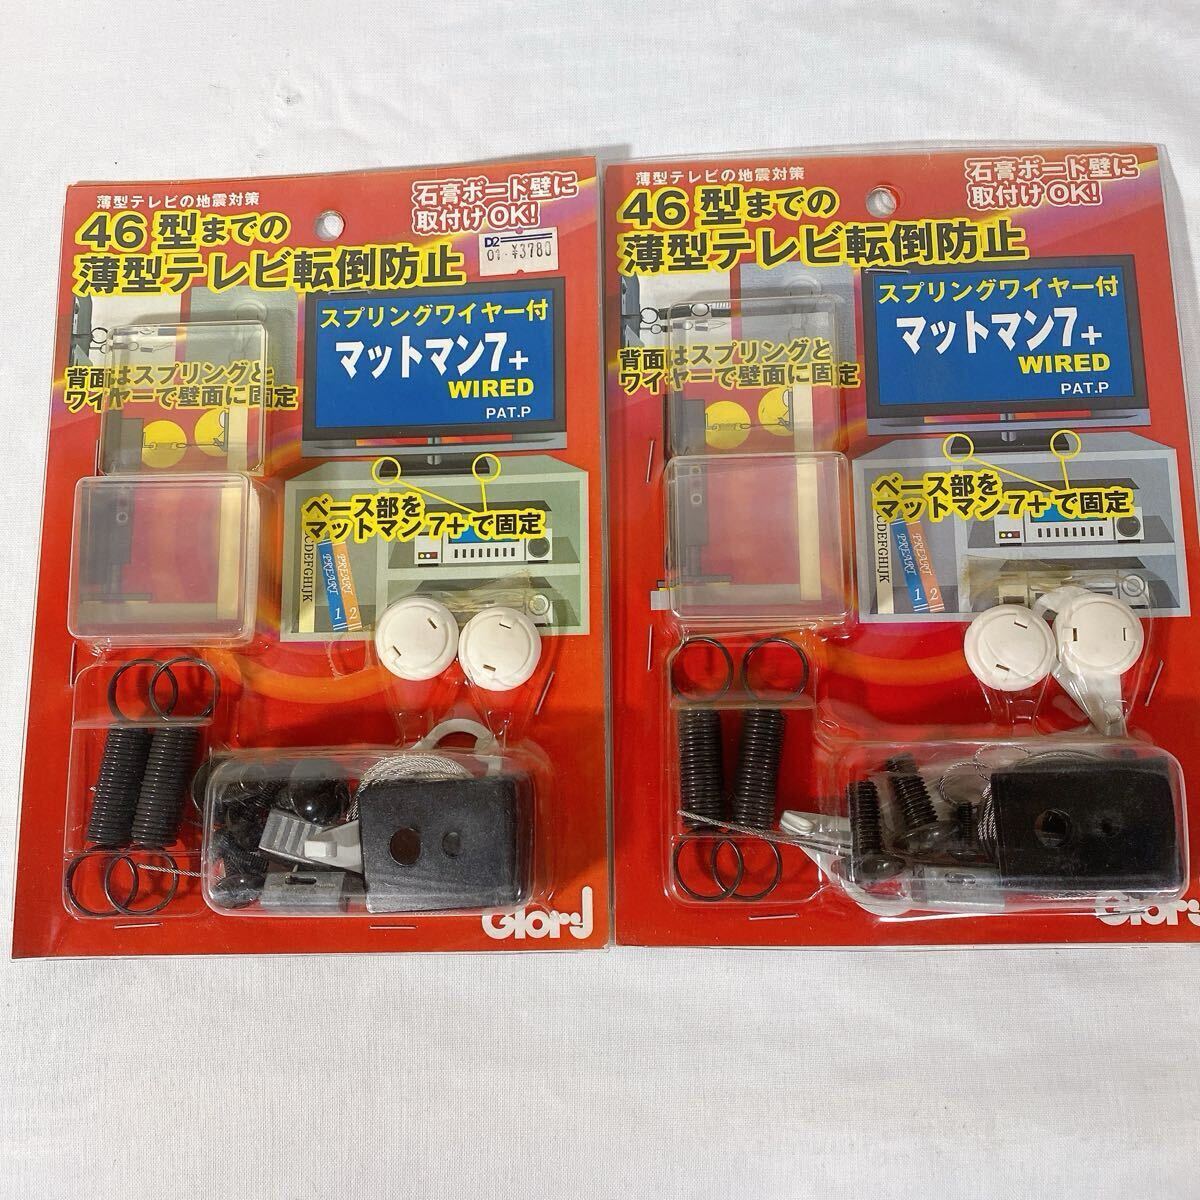 薄型テレビの地震対策
46型までの
薄型テレビ転倒防止
石膏ボード壁に
取付けOK!
D2
01・¥3780
スプリングワイヤー付
マットマン7+
WIRED
PAT.P
背面はスプリングと
ワイヤーで壁面に固定
ベース部を
マットマン7+で固定
CDEFGHIJK
PREART 1
PREART 2
Glory
薄型テレビの地震対策
46型までの
薄型テレビ転倒防止
石膏ボード壁に
取付けOK!
スプリングワイヤー付
マットマン7+
WIRED
PAT.P
背面はスプリングと
ワイヤーで壁面に固定
ベース部を
マットマン7+で固定
CDEFGHIJK
PREART 1
PREART 2
Glory